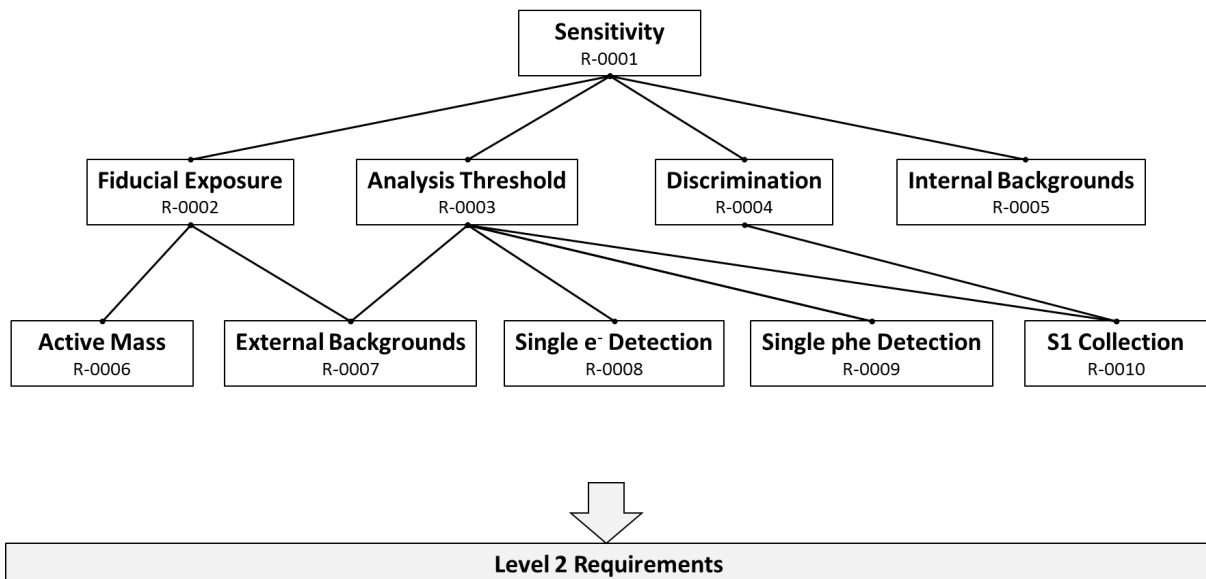 Sensitivity
R-0001
Fiducial Exposure
R-0002
Analysis Threshold
R-0003
Discrimination
R-0004
Internal Backgrounds
R-0005
Active Mass
R-0006
External Backgrounds
R-0007
Single e⁻ Detection
R-0008
Single phe Detection
R-0009
S1 Collection
R-0010
Level 2 Requirements